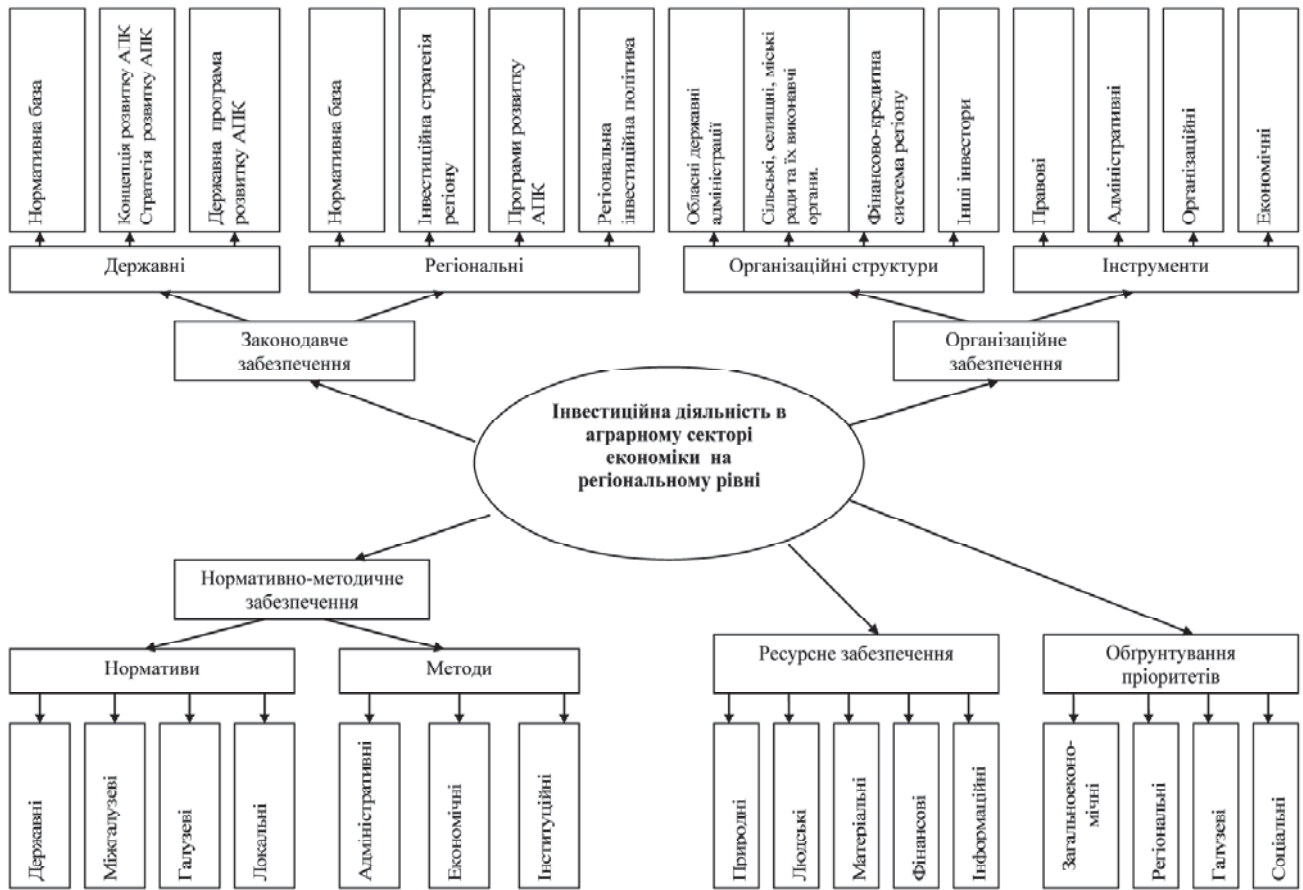 Нормативна база
Концепція розвитку АПК
Стратегія розвитку АПК
Державна програма
розвитку АПК
Нормативна база
Інвестиційна стратегія
регіону
Програми розвитку
АПК
Регіональна
інвестиційна політика
Обласні державні
адміністрації
Сільські, селищні, міські
ради та їх виконавчі
органи.
Фінансово-кредитна
система регіону
Інші інвестори
Правові
Адміністративні
Організаційні
Економічні
Державні
Регіональні
Організаційні структури
Інструменти
Законодавче
забезпечення
Організаційне
забезпечення
Інвестиційна діяльність в
аграрному секторі
економіки на
регіональному рівні
Нормативно-методичне
забезпечення
Нормативи
Методи
Ресурсне забезпечення
Обґрунтування
пріоритетів
Державні
Міжгалузеві
Галузеві
Локальні
Адміністративні
Економічні
Інституційні
Природні
Людські
Матеріальні
Фінансові
Інформаційні
Загальноеконо-
мічні
Регіональні
Галузеві
Соціальні